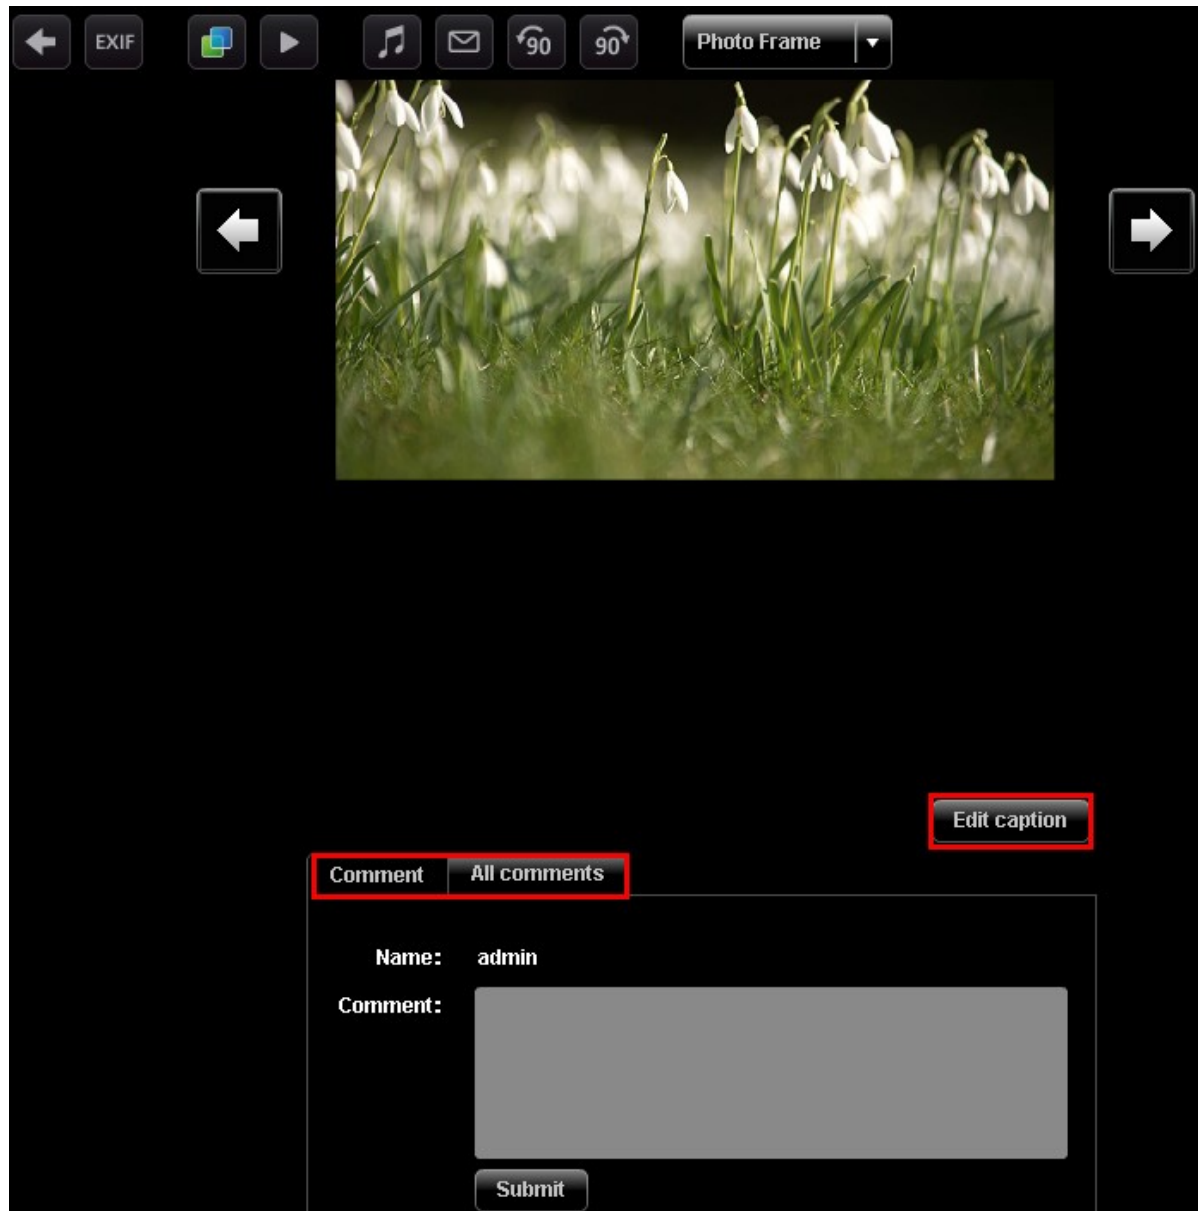 EXIF
90
90
Photo Frame
Edit caption
Comment
All comments
Name: admin
Comment:
Submit